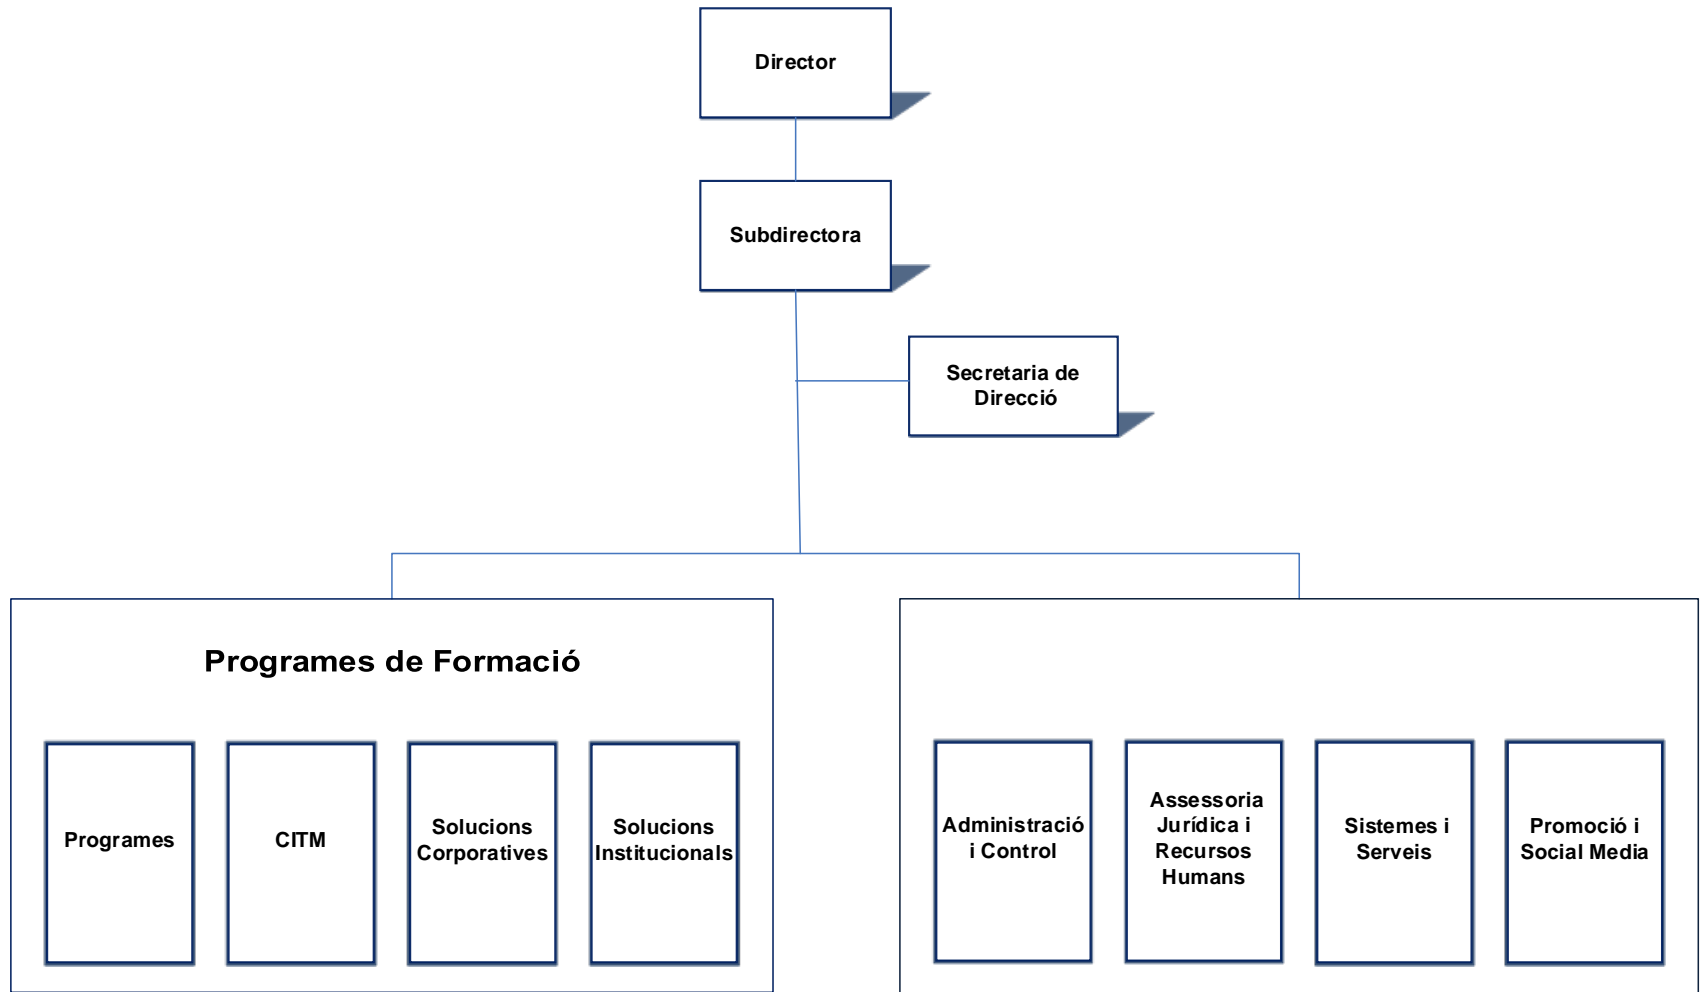 Director
Subdirectora
Secretaria de
Direcció
Programes de Formació
Programes
CITM
Solucions
Corporatives
Solucions
Institucionals
Administració
i Control
Assessoria
Jurídica i
Recursos
Humans
Sistemes i
Serveis
Promoció i
Social Media